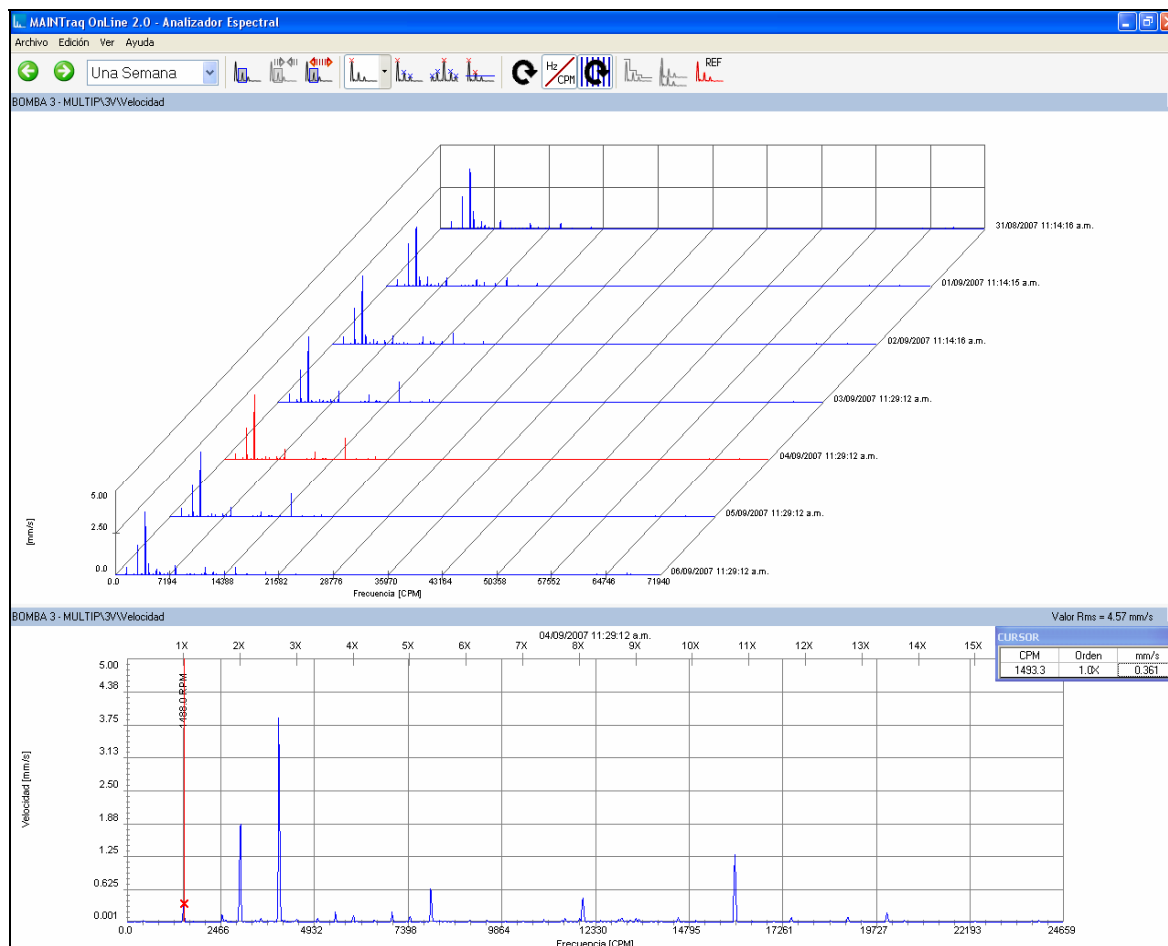 MAINTraq OnLine 2.0 - Analizador Espectral
Archivo Edición Ver Ayuda
Una Semana
Hz/CPM
REF
BOMBA 3 - MULTIP\3V\Velocidad
31/08/2007 11:14:16 a.m.
01/09/2007 11:14:15 a.m.
02/09/2007 11:14:16 a.m.
03/09/2007 11:29:12 a.m.
04/09/2007 11:29:12 a.m.
05/09/2007 11:29:12 a.m.
06/09/2007 11:29:12 a.m.
5.00
2.50
0.0
[mm/s]
0.0 7194 14388 21582 28776 35970 43164 50358 57552 64746 71940
Frecuencia [CPM]
BOMBA 3 - MULTIP\3V\Velocidad Valor Rms = 4.57 mm/s
04/09/2007 11:29:12 a.m.
1X 2X 3X 4X 5X 6X 7X 8X 9X 10X 11X 12X 13X 14X 15X
CURSOR
CPM Orden mm/s
1493.3 1.0X 0.361
1488.0 RPM
5.00
4.38
3.75
3.13
2.50
1.88
1.25
0.625
0.001
Velocidad [mm/s]
0.0 2466 4932 7398 9864 12330 14795 17261 19727 22193 24659
Frecuencia [CPM]